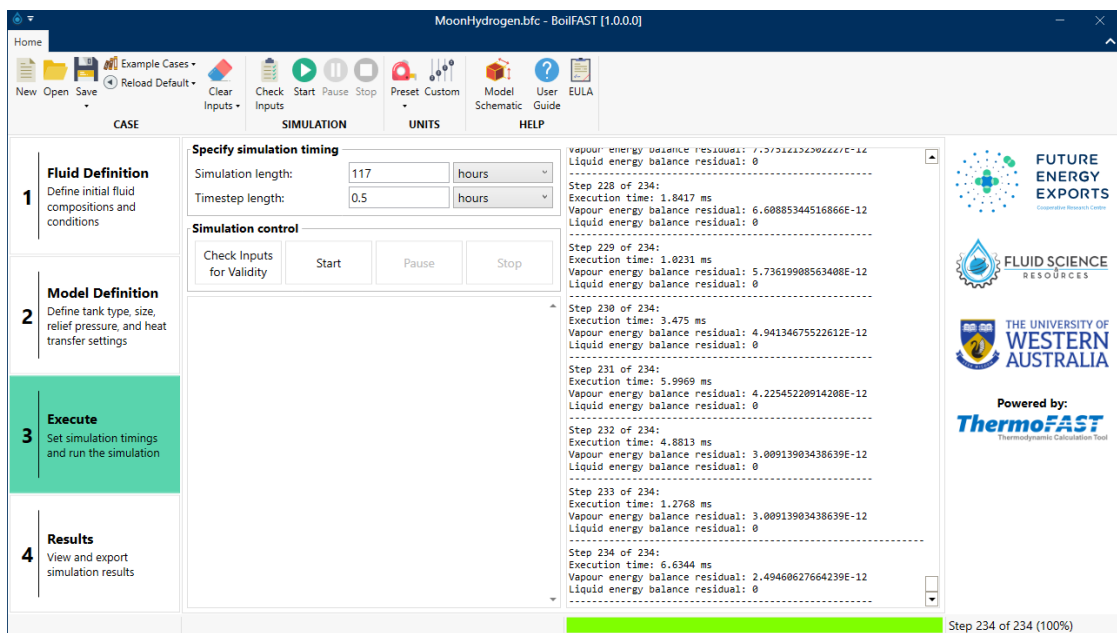 MoonHydrogen.bfc - BoilFAST [1.0.0.0]
Home
New
Open
Save
Example Cases
Reload Default
Clear Inputs
CASE
Check Inputs
Start
Pause
Stop
SIMULATION
Preset
Custom
UNITS
Model Schematic
User Guide
EULA
HELP
1
Fluid Definition
Define initial fluid
compositions and
conditions
2
Model Definition
Define tank type, size,
relief pressure, and heat
transfer settings
3
Execute
Set simulation timings
and run the simulation
4
Results
View and export
simulation results
Specify simulation timing
Simulation length: 117 hours
Timestep length: 0.5 hours
Simulation control
Check Inputs
for Validity
Start
Pause
Stop
Vapour energy balance residual: 7.57512132302227E-12
Liquid energy balance residual: 0
--------------------------------------------------
Step 228 of 234:
Execution time: 1.8417 ms
Vapour energy balance residual: 6.60885344516866E-12
Liquid energy balance residual: 0
--------------------------------------------------
Step 229 of 234:
Execution time: 1.0231 ms
Vapour energy balance residual: 5.73619908563408E-12
Liquid energy balance residual: 0
--------------------------------------------------
Step 230 of 234:
Execution time: 3.475 ms
Vapour energy balance residual: 4.94134675522612E-12
Liquid energy balance residual: 0
--------------------------------------------------
Step 231 of 234:
Execution time: 5.9969 ms
Vapour energy balance residual: 4.22545220914208E-12
Liquid energy balance residual: 0
--------------------------------------------------
Step 232 of 234:
Execution time: 4.8813 ms
Vapour energy balance residual: 3.00913903438639E-12
Liquid energy balance residual: 0
--------------------------------------------------
Step 233 of 234:
Execution time: 1.2768 ms
Vapour energy balance residual: 3.00913903438639E-12
Liquid energy balance residual: 0
----------------------------------------------------------
Step 234 of 234:
Execution time: 6.6344 ms
Vapour energy balance residual: 2.49460627664239E-12
Liquid energy balance residual: 0
--------------------------------------------------
FUTURE
ENERGY
EXPORTS
Cooperative Research Centre
FLUID SCIENCE
RESOURCES
THE UNIVERSITY OF
WESTERN
AUSTRALIA
Powered by:
ThermoFAST
Thermodynamic Calculation Tool
Step 234 of 234 (100%)